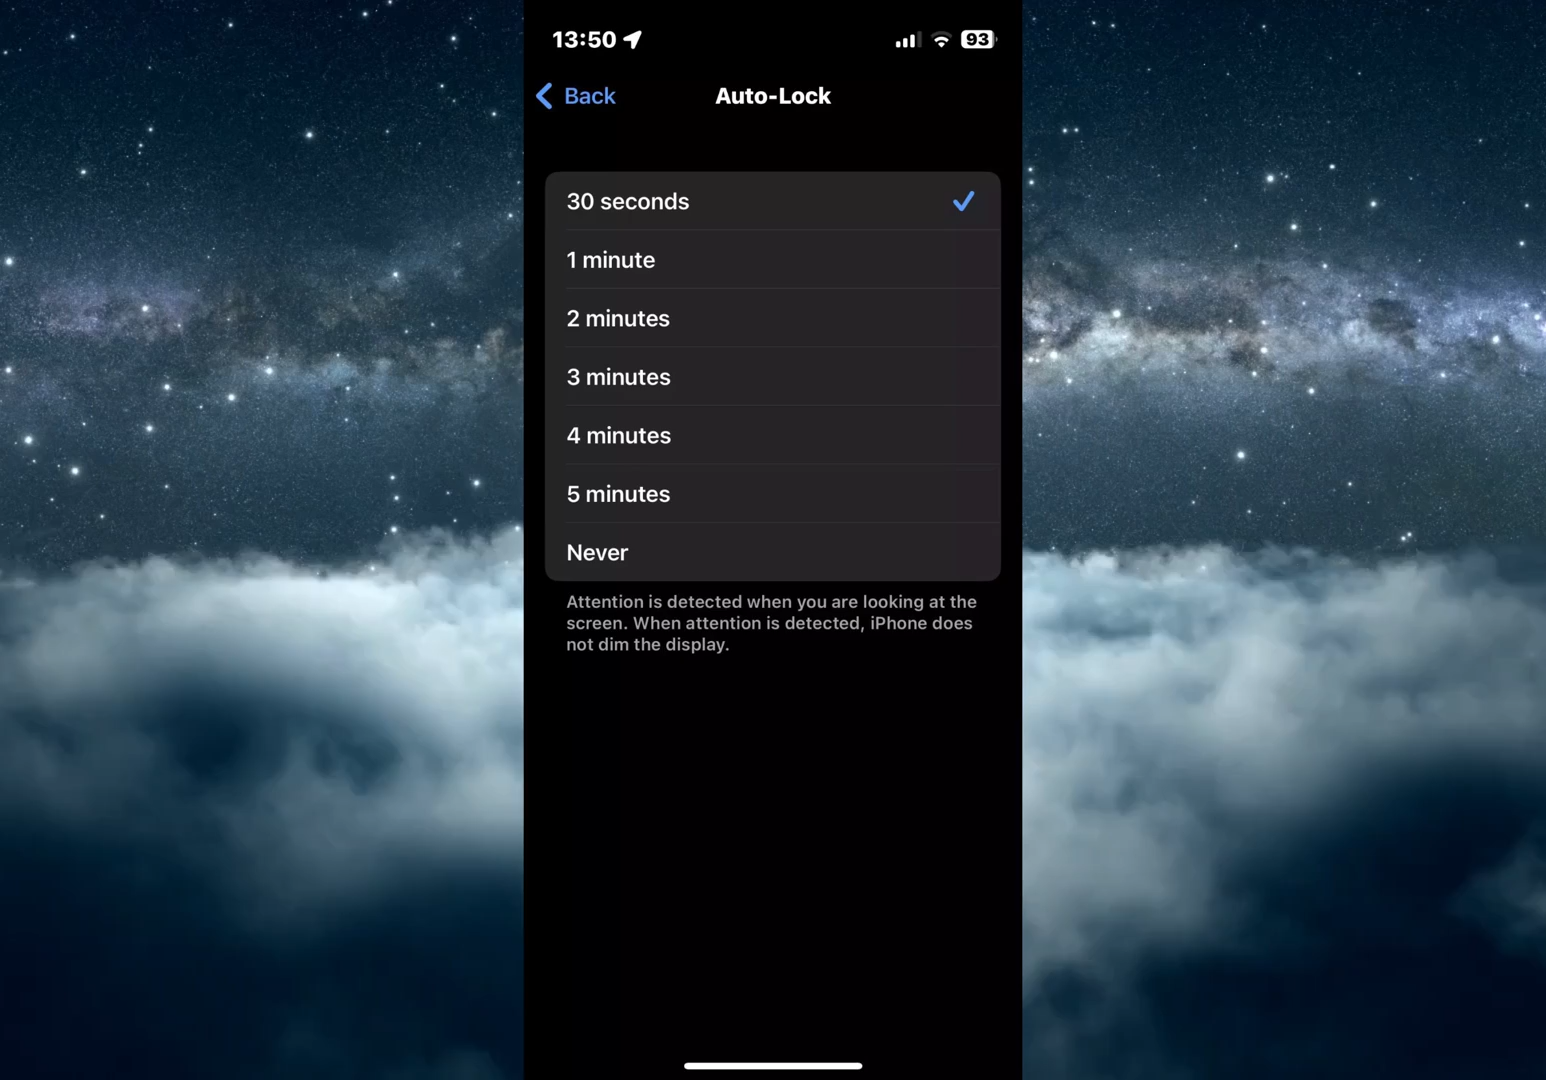 13:50
93
Back
Auto-Lock
30 seconds
1 minute
2 minutes
3 minutes
4 minutes
5 minutes
Never
Attention is detected when you are looking at the
screen. When attention is detected, iPhone does
not dim the display.